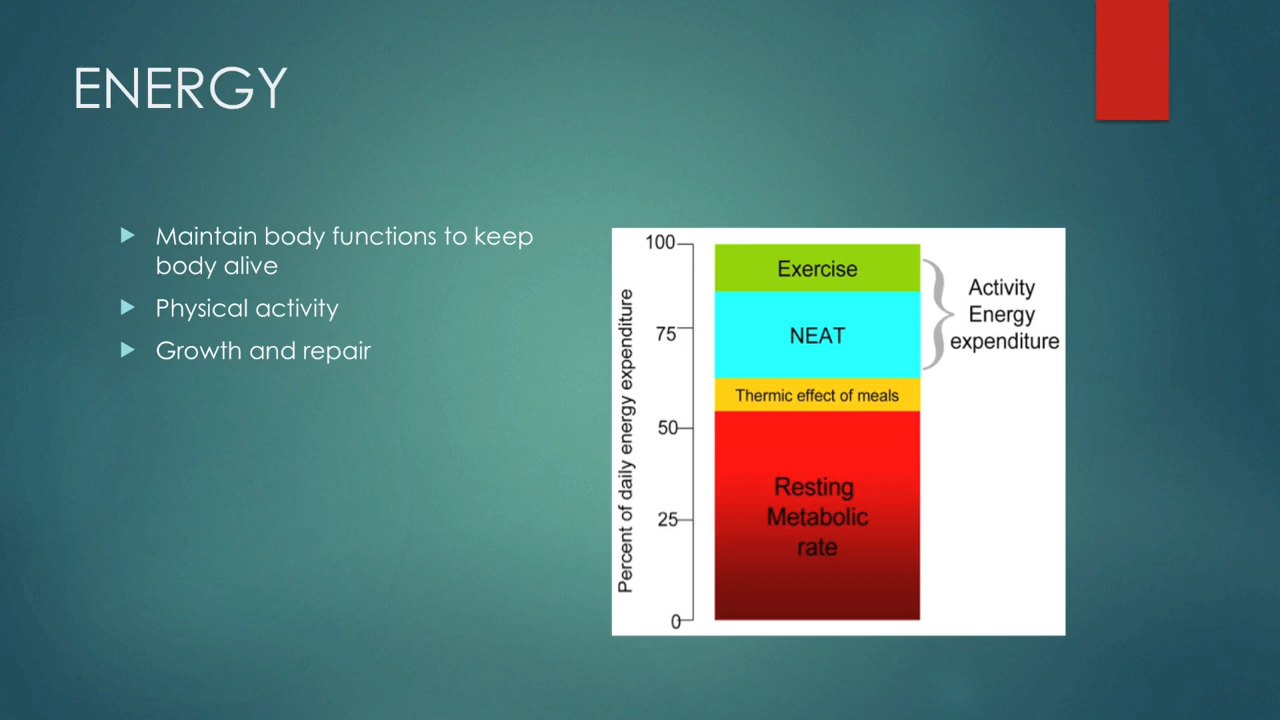 ENERGY
Maintain body functions to keep
body alive
Physical activity
Growth and repair
Percent of daily energy expenditure
100
75
50
25
0
Exercise
NEAT
Thermic effect of meals
Resting
Metabolic
rate
Activity
Energy
expenditure